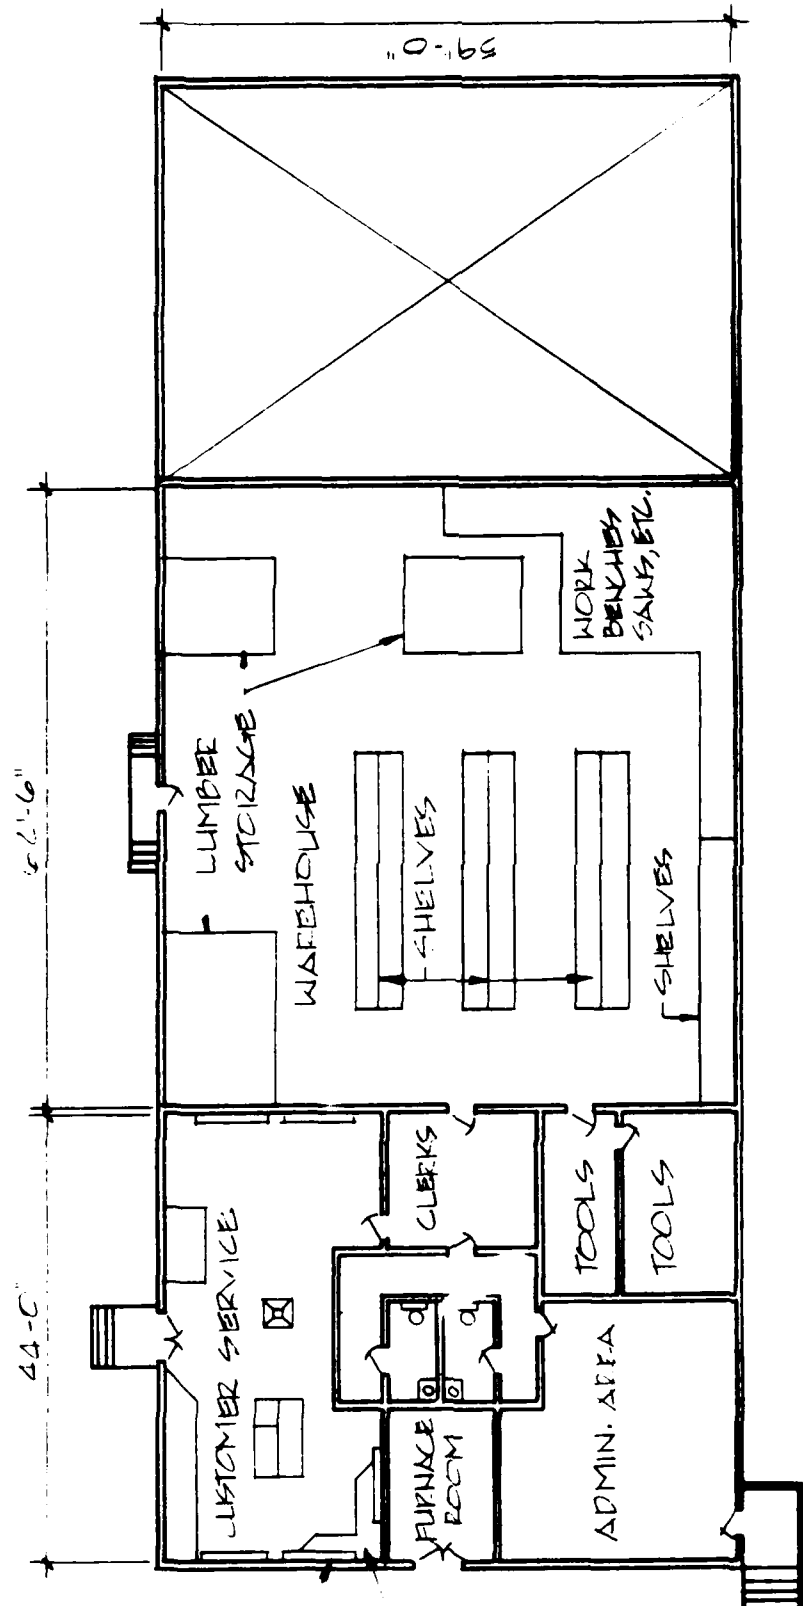 44'-0"
CUSTOMER SERVICE
FURNACE
ROOM
ADMIN. AREA
CLERKS
TOOLS
TOOLS
LUMBER
STORAGE
WAREHOUSE
SHELVES
SHELVES
WORK
BENCHES
SAWS, ETC.
59'-0"